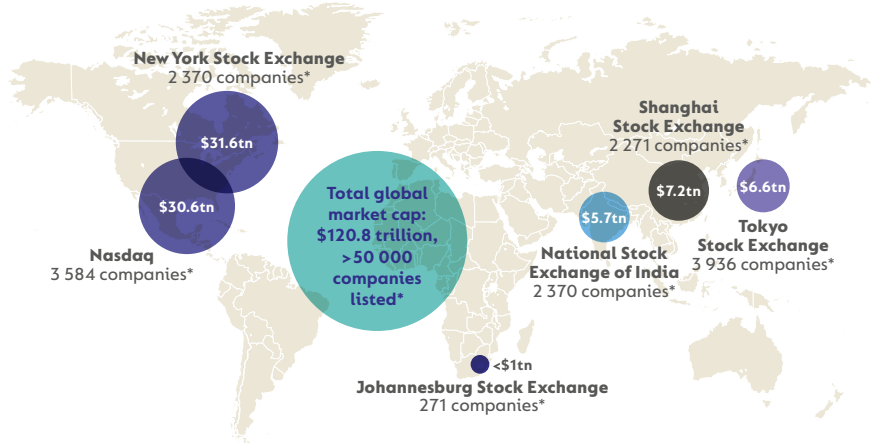 New York Stock Exchange
2 370 companies*
$31.6tn
$30.6tn
Nasdaq
3 584 companies*
Total global
market cap:
$120.8 trillion,
>50 000
companies
listed*
Shanghai
Stock Exchange
2 271 companies*
$7.2tn
$6.6tn
Tokyo
Stock Exchange
3 936 companies*
$5.7tn
National Stock
Exchange of India
2 370 companies*
<$1tn
Johannesburg Stock Exchange
271 companies*